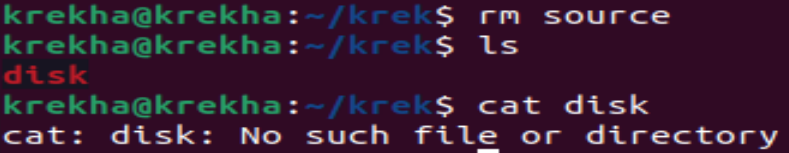 krekha@krekha:~/krek$ rm source
krekha@krekha:~/krek$ ls
disk
krekha@krekha:~/krek$ cat disk
cat: disk: No such file or directory